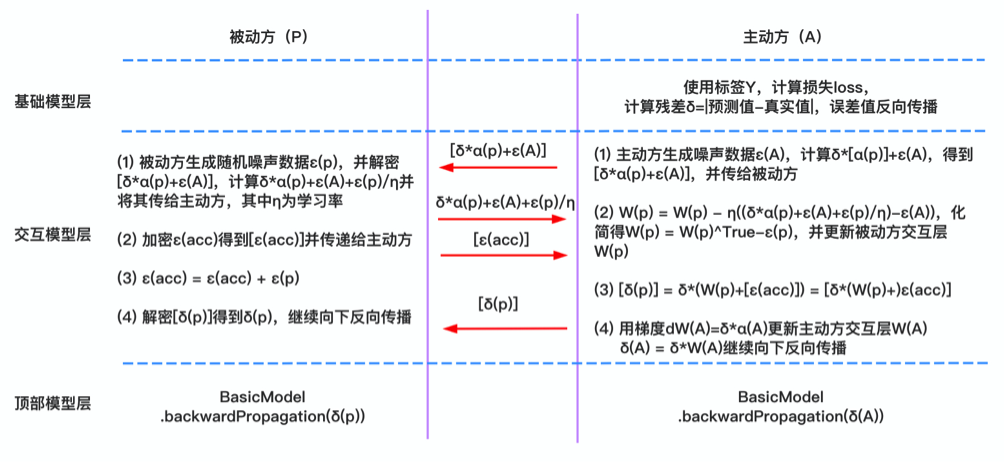 被动方（P）
主动方（A）
基础模型层
使用标签Y，计算损失loss，
计算残差δ=|预测值-真实值|，误差值反向传播
交互模型层
(1) 被动方生成随机噪声数据ε(p)，并解密
[δ*α(p)+ε(A)]，计算δ*α(p)+ε(A)+ε(p)/η并
将其传给主动方，其中η为学习率
(2) 加密ε(acc)得到[ε(acc)]并传递给主动方
(3) ε(acc) = ε(acc) + ε(p)
(4) 解密[δ(p)]得到δ(p)，继续向下反向传播
[δ*α(p)+ε(A)]
δ*α(p)+ε(A)+ε(p)/η
[ε(acc)]
[δ(p)]
(1) 主动方生成噪声数据ε(A)，计算δ*[α(p)]+ε(A)，得到
[δ*α(p)+ε(A)]，并传给被动方
(2) W(p) = W(p) - η((δ*α(p)+ε(A)+ε(p)/η)-ε(A))，化
简得W(p) = W(p)^True-ε(p)，并更新被动方交互层
W(p)
(3) [δ(p)] = δ*(W(p)+[ε(acc)]) = [δ*(W(p)+)ε(acc)]
(4) 用梯度dW(A)=δ*α(A)更新主动方交互层W(A)
δ(A) = δ*W(A)继续向下反向传播
顶部模型层
BasicModel
.backwardPropagation(δ(p))
BasicModel
.backwardPropagation(δ(A))